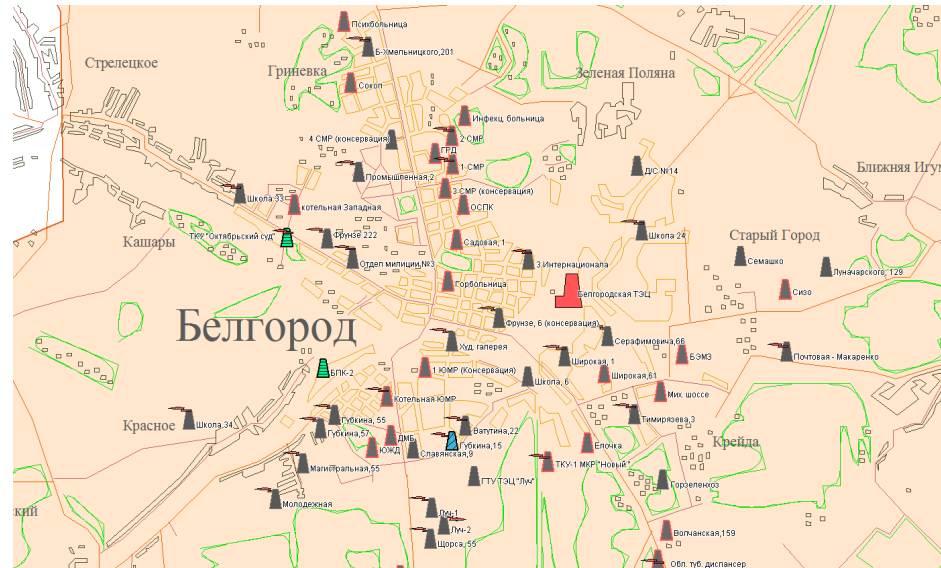 Психбольница
Б-Хмельницкого,201
Стрелецкое
Гриневка
Зеленая Поляна
Сокол
Инфекц. больница
4 СМР (консервация)
2 СМР
ГРД
1 СМР
Промышленная,2
Д/С №14
Ближняя Игум
3 СМР (консервация)
Школа 33
котельная Западная
ОСПК
ТКУ "Октябрьский суд"
Фрунзе 222
Школа 24
Старый Город
Кашары
Садовая, 1
Отдел милиции,№3
3 Интернационала
Семашко
Луначарского, 129
Горбольница
Белгородская ТЭЦ
Сизо
Белгород
Фрунзе, 6 (консервация)
Худ. галерея
Серафимовича,66
Широкая, 1
БЭМЗ
Почтовая - Макаренко
БПК-2
1 ЮМР (Консервация)
Школа, 6
Широкая,61
Котельная ЮМР
Мих. шоссе
Красное
Школа,34
Губкина, 55
Губкина,57
Ватутина,22
Тимирязева,3
ДМБ
Губкина,15
Елочка
Крейда
ЮЖД
Славянская,9
Магистральная,55
ТКУ-1 МКР "Новый"
ГТУ ТЭЦ "Луч"
Горзеленхоз
Молодежная
кий
Луч-1
Луч-2
Щорса, 55
Волчанская,159
Обл. туб. диспансер